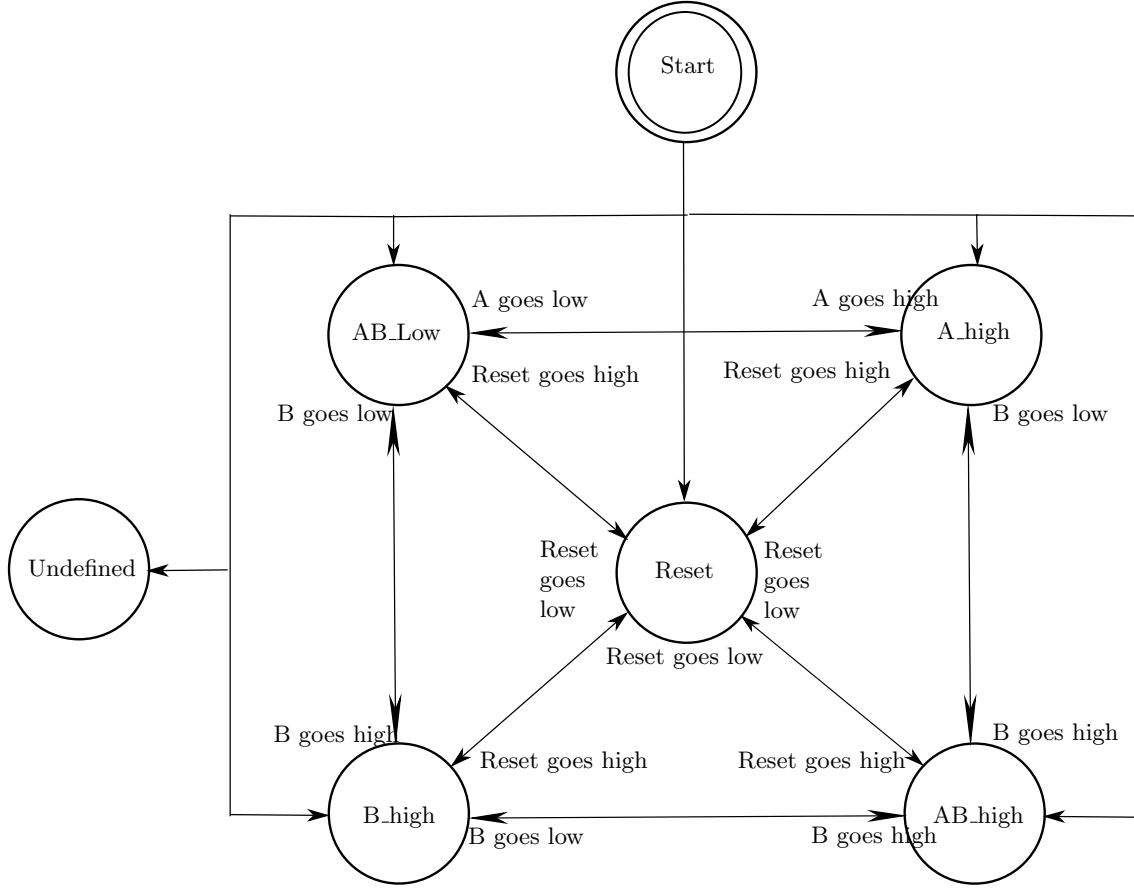 Start
A goes low
A goes high
AB_Low
A_high
Reset goes high
Reset goes high
B goes low
B goes low
Reset
goes
low
Reset
goes
low
Undefined
Reset
Reset goes low
B goes high
B goes high
Reset goes high
Reset goes high
B_high
AB_high
B goes low
B goes high